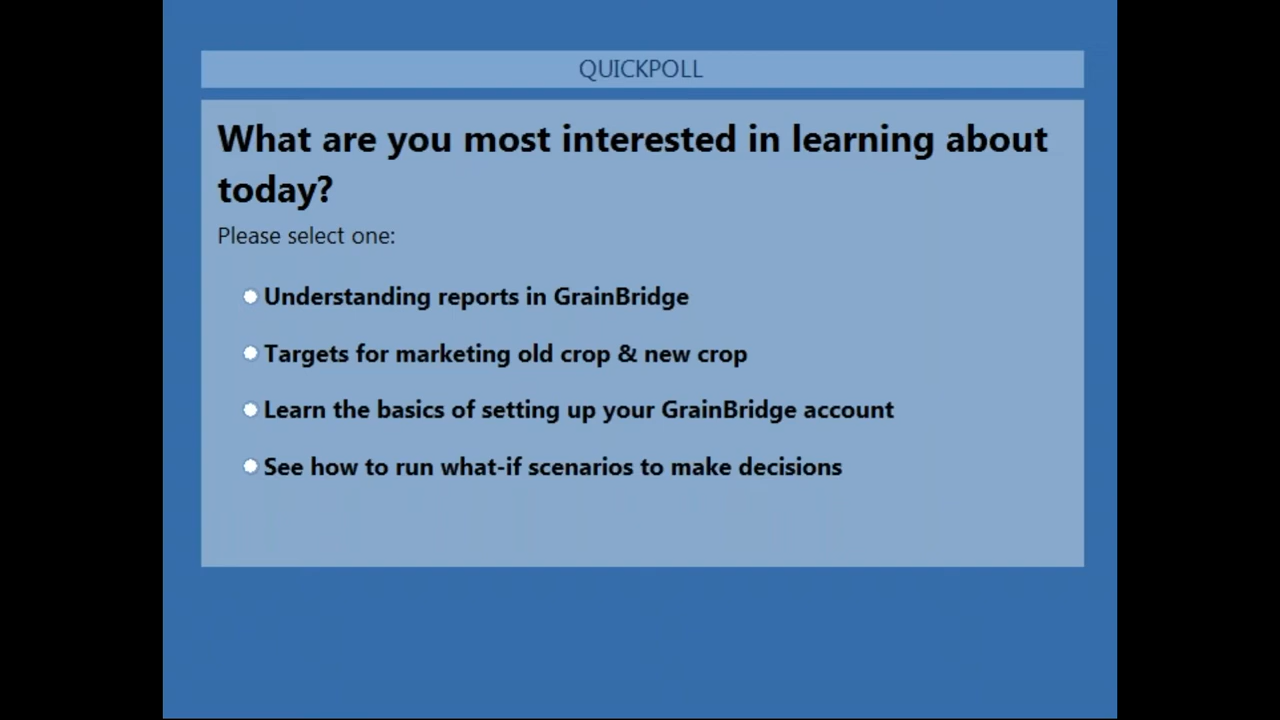 QUICKPOLL
What are you most interested in learning about
today?
Please select one:
Understanding reports in GrainBridge
Targets for marketing old crop & new crop
Learn the basics of setting up your GrainBridge account
See how to run what-if scenarios to make decisions